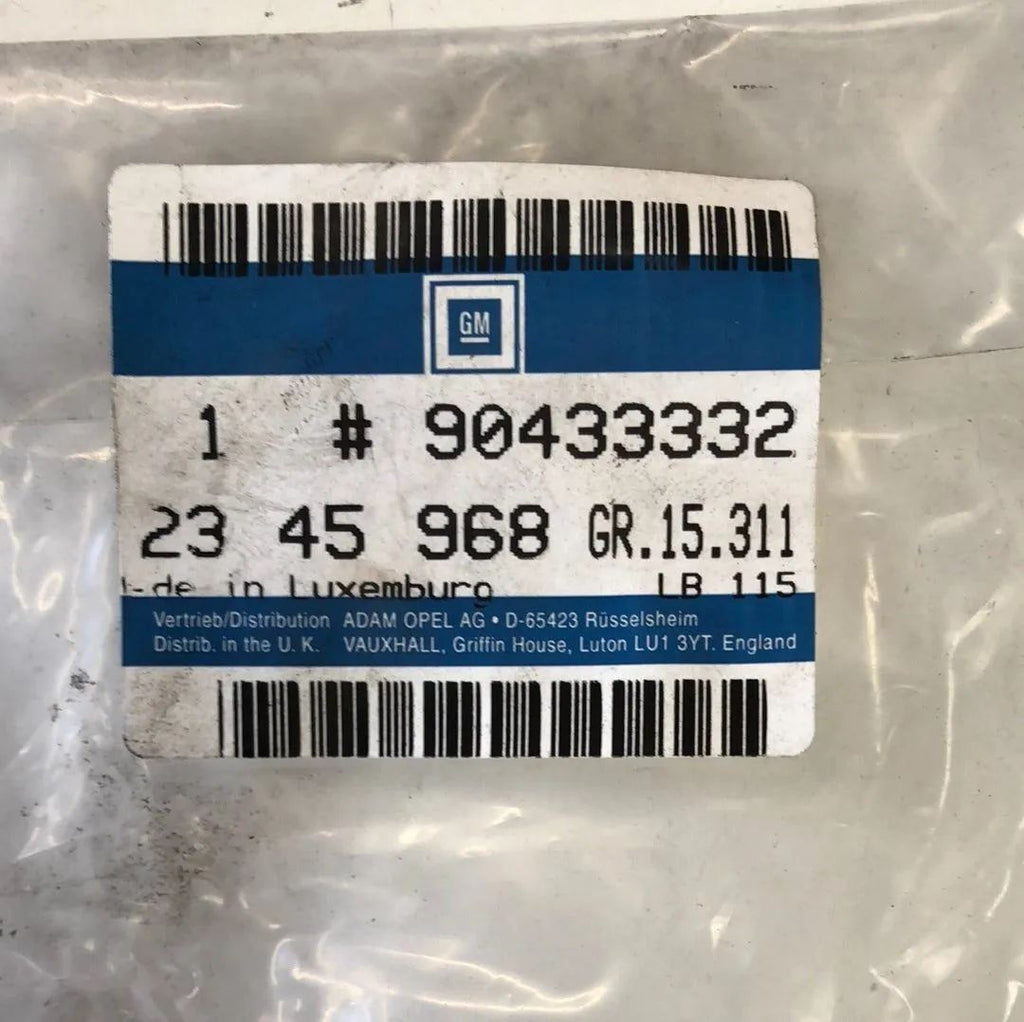 GM
1 # 90433332
23 45 968 GR.15.311
in Luxemburg LB 115
Vertrieb/Distribution ADAM OPEL AG • D-65423 Rüsselsheim
Distrib. in the U. K. VAUXHALL, Griffin House, Luton LU1 3YT. England